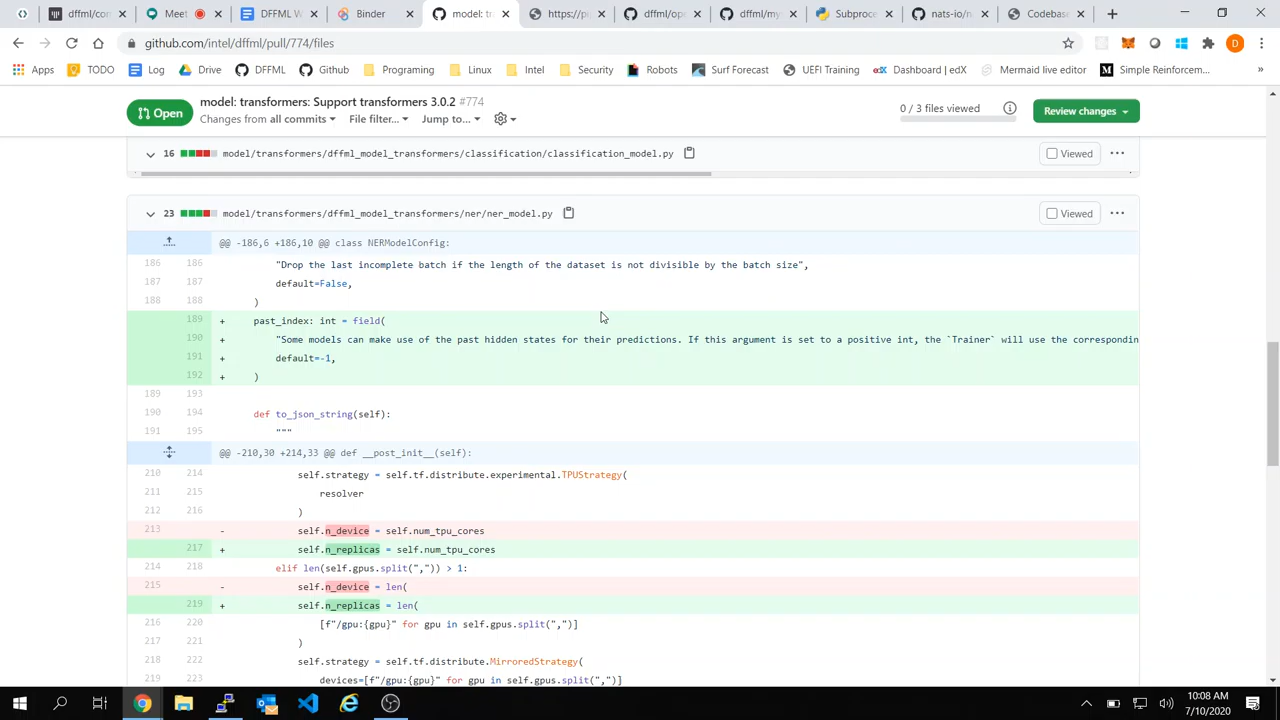 dffml/con
Meet
DFFML W
Binder
model: tr
https://p
dffml/ope
dffml/my
Subproce
nats-io/n
Codebase
github.com/intel/dffml/pull/774/files
D
Apps
TODO
Log
Drive
DFFML
Github
Programing
Linux
Intel
Security
Robots
Surf Forecast
UEFI Training
edX
Dashboard | edX
Mermaid live editor
M
Simple Reinforcem...
»
Open
model: transformers: Support transformers 3.0.2 #774
Changes from all commits
File filter...
Jump to...
0 / 3 files viewed
Review changes
16 model/transformers/dffml_model_transformers/classification/classification_model.py
Viewed
23 model/transformers/dffml_model_transformers/ner/ner_model.py
Viewed
@@ -186,6 +186,10 @@ class NERModelConfig:
186 186 "Drop the last incomplete batch if the length of the dataset is not divisible by the batch size",
187 187 default=False,
188 188 )
189 + past_index: int = field(
190 + "Some models can make use of the past hidden states for their predictions. If this argument is set to a positive int, the `Trainer` will use the correspondin
191 + default=-1,
192 + )
189 193
190 194 def to_json_string(self):
191 195 """
@@ -210,30 +214,33 @@ def __post_init__(self):
210 214 self.strategy = self.tf.distribute.experimental.TPUStrategy(
211 215 resolver
212 216 )
213 - self.n_device = self.num_tpu_cores
217 + self.n_replicas = self.num_tpu_cores
214 218 elif len(self.gpus.split(",")) > 1:
215 - self.n_device = len(
219 + self.n_replicas = len(
216 220 [f"/gpu:{gpu}" for gpu in self.gpus.split(",")]
217 221 )
218 222 self.strategy = self.tf.distribute.MirroredStrategy(
219 223 devices=[f"/gpu:{gpu}" for gpu in self.gpus.split(",")]
10:08 AM
7/10/2020